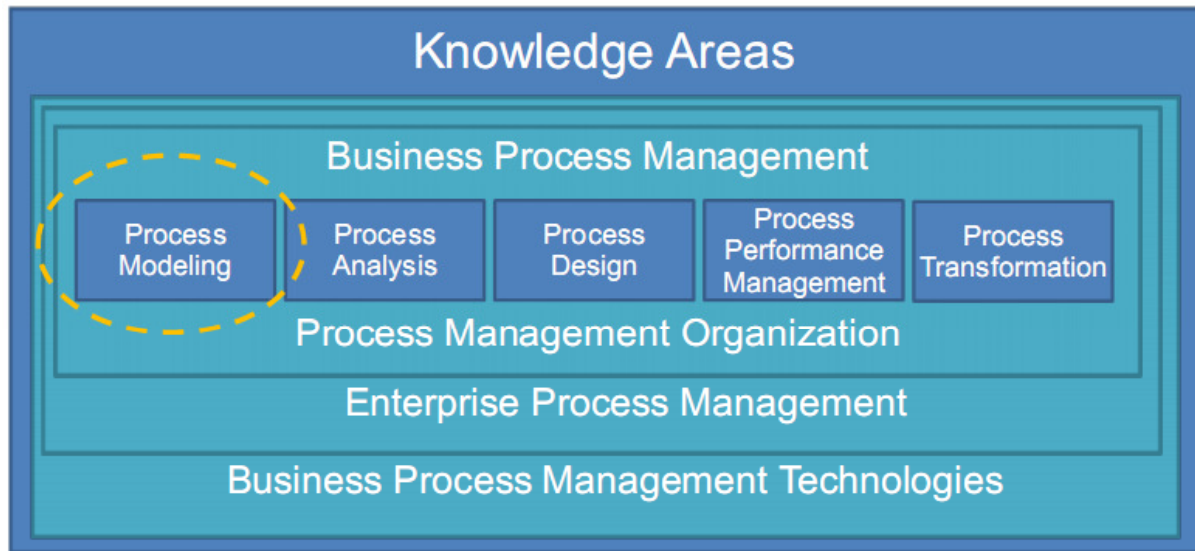 Knowledge Areas
Business Process Management
Process
Modeling
Process
Analysis
Process
Design
Process
Performance
Management
Process
Transformation
Process Management Organization
Enterprise Process Management
Business Process Management Technologies